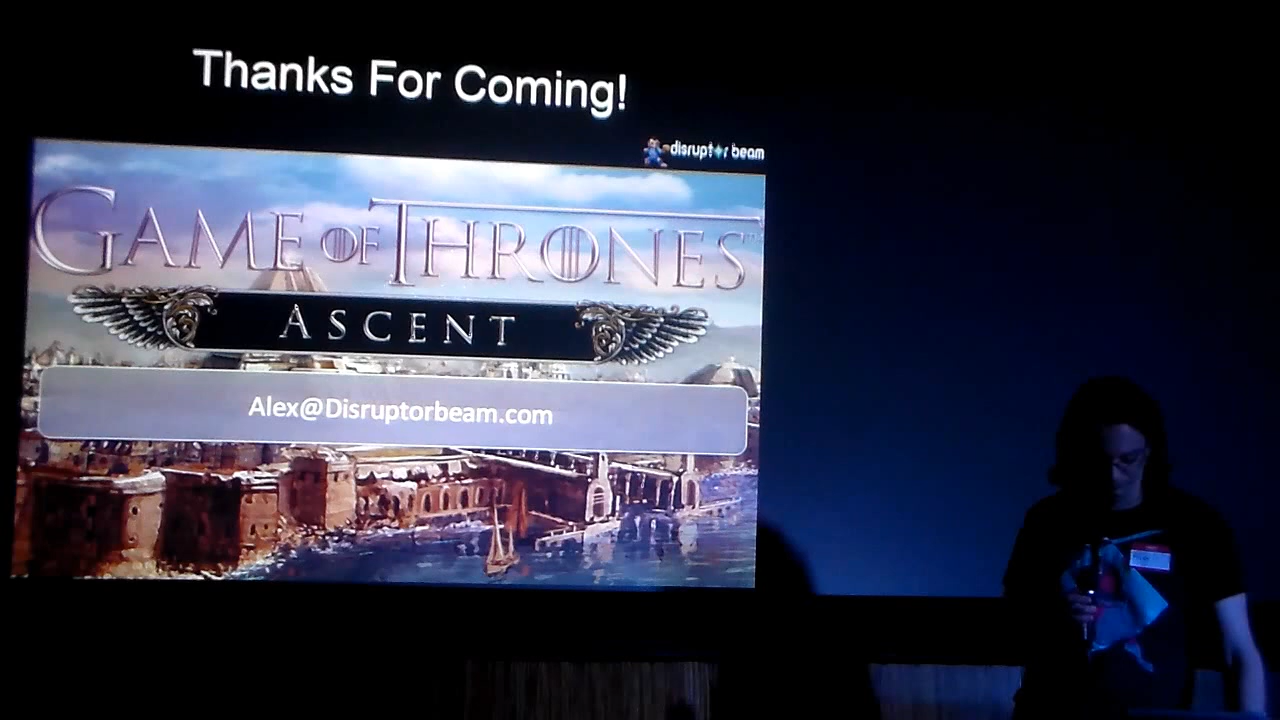 Thanks For Coming!
disruptor beam
GAME OF THRONES
ASCENT
Alex@Disruptorbeam.com